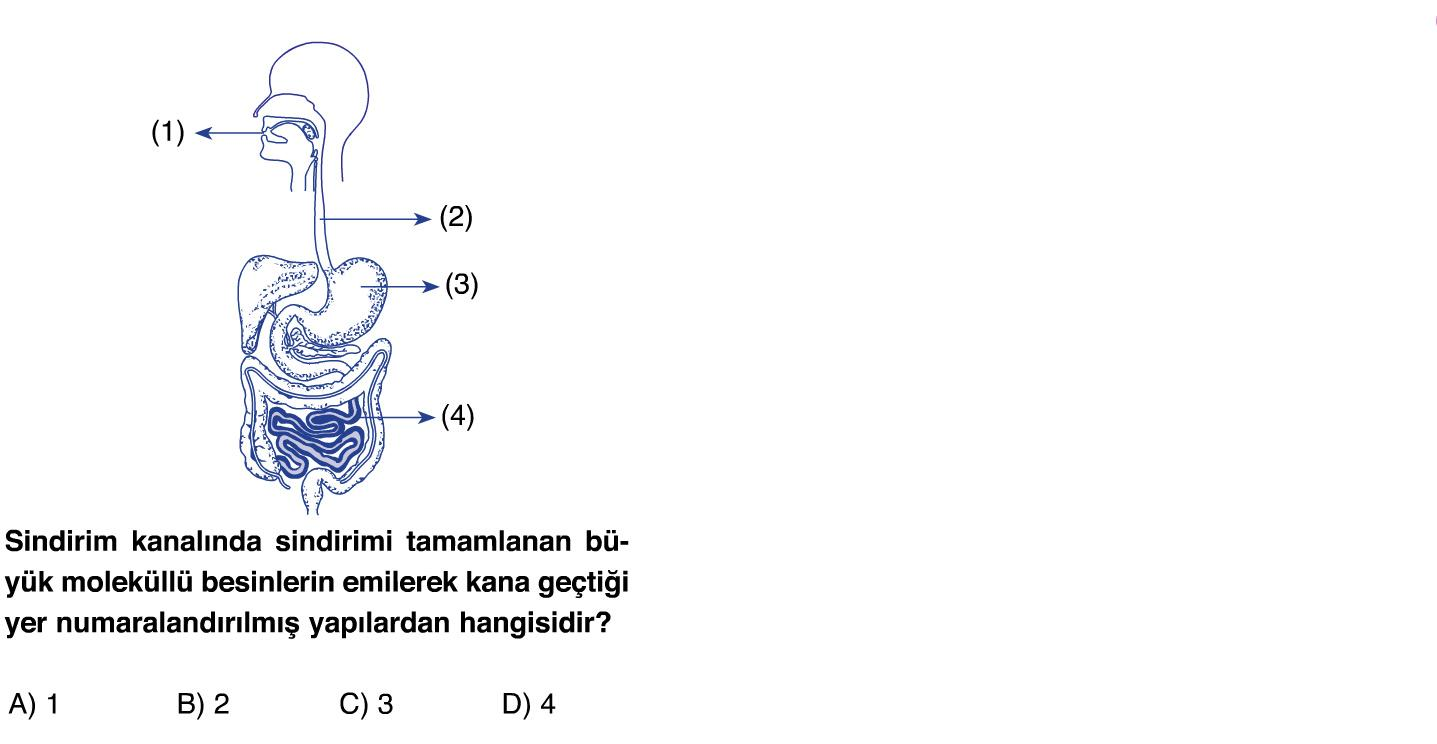 (1)
(2)
(3)
(4)
Sindirim kanalında sindirimi tamamlanan bü-
yük moleküllü besinlerin emilerek kana geçtiği
yer numaralandırılmış yapılardan hangisidir?
A) 1 B) 2 C) 3 D) 4